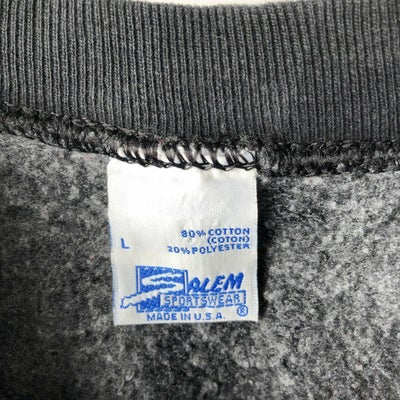 80% COTTON
(COTON)
L
20% POLYESTER
SALEM
SPORTSWEAR
MADE IN U.S.A. ®